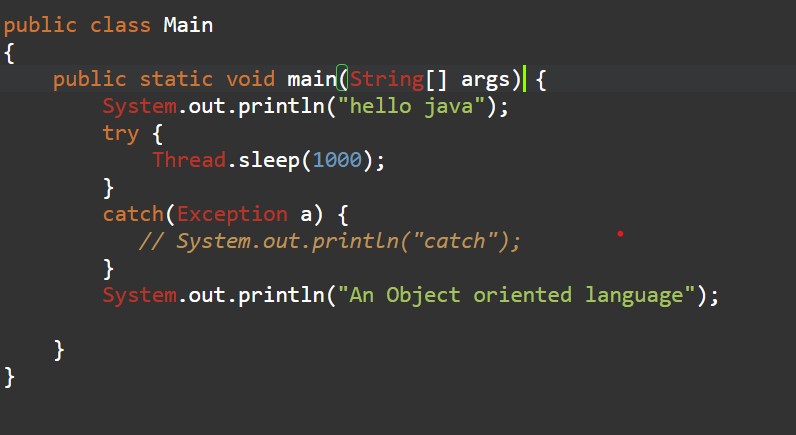 public class Main
{
    public static void main(String[] args) {
        System.out.println("hello java");
        try {
            Thread.sleep(1000);
        }
        catch(Exception a) {
           // System.out.println("catch");
        }
        System.out.println("An Object oriented language");
    }
}